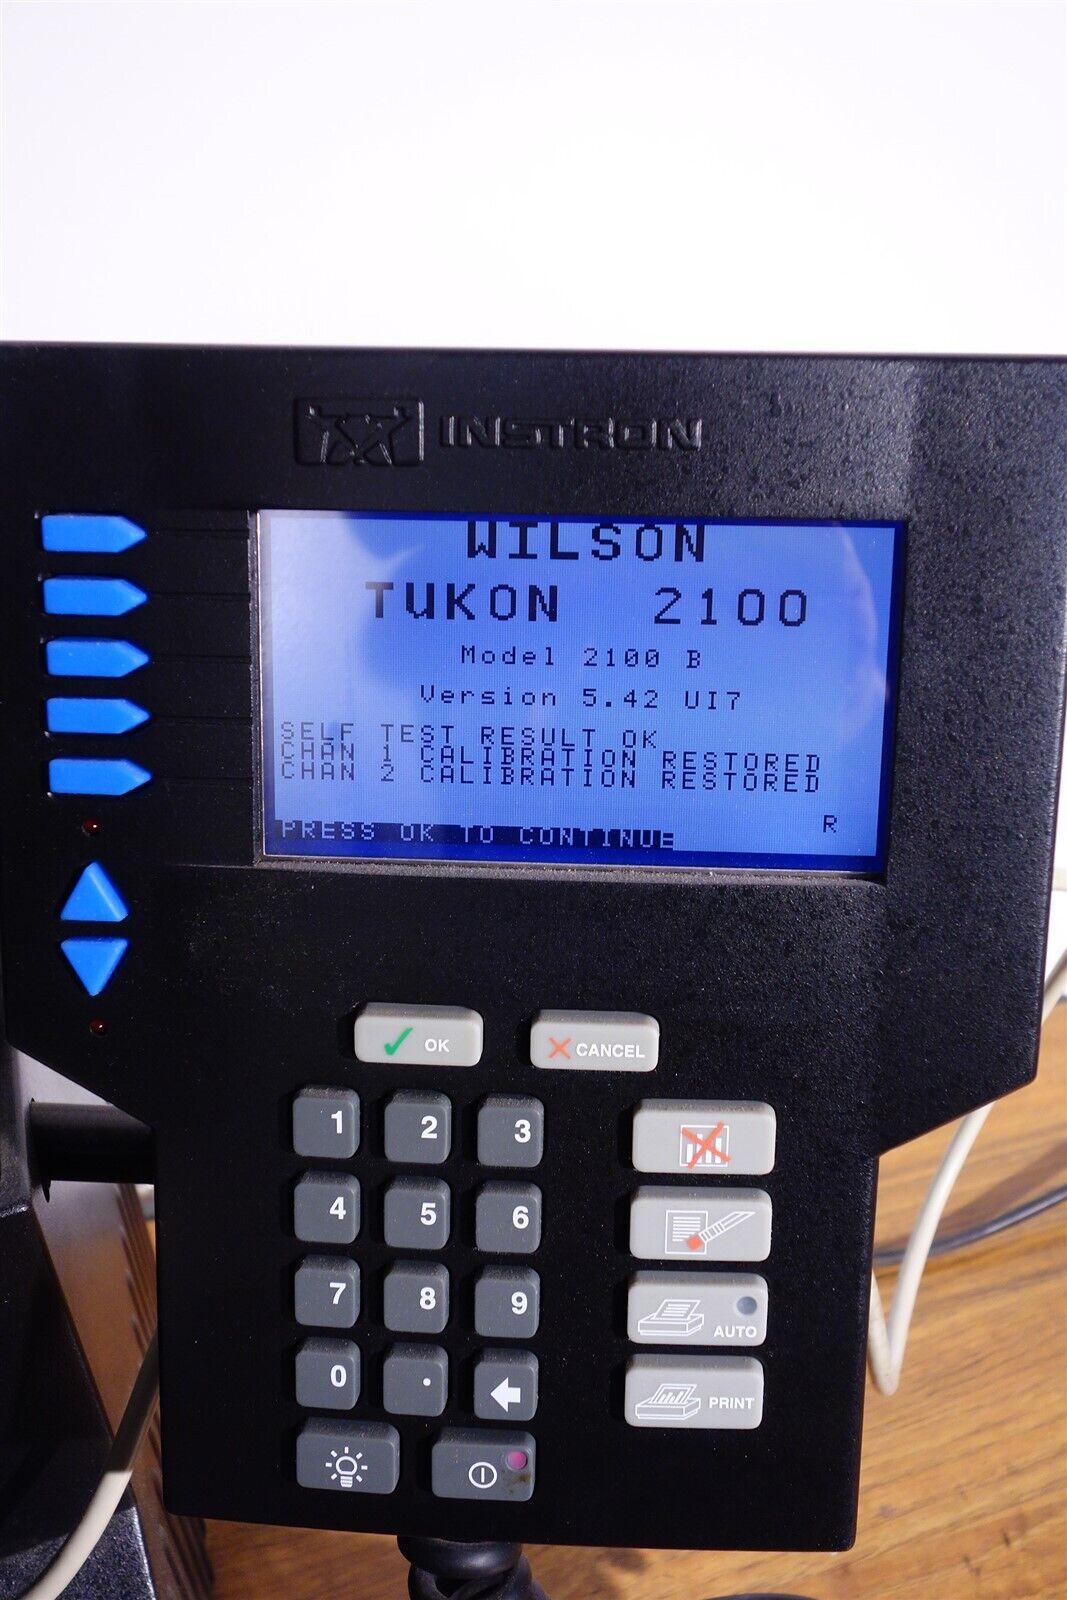 INSTRON
WILSON
TUKON 2100
Model 2100 B
Version 5.42 UI7
SELF TEST RESULT OK
CHAN 1 CALIBRATION RESTORED
CHAN 2 CALIBRATION RESTORED
R
PRESS OK TO CONTINUE
OK CANCEL
1 2 3
4 5 6
7 8 9
AUTO
0 .
PRINT